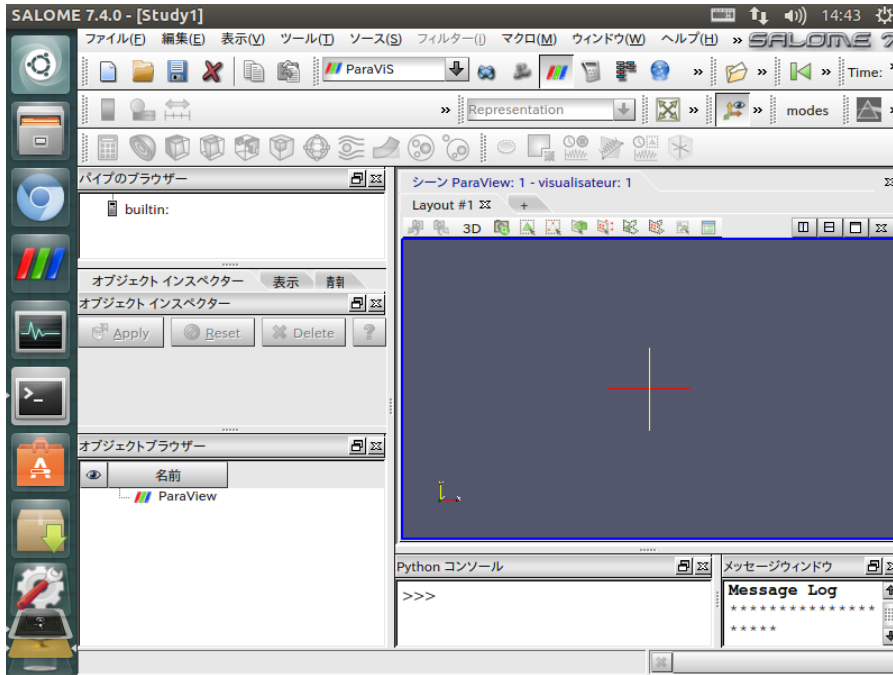 SALOME 7.4.0 - [Study1]
14:43
ファイル(F) 編集(E) 表示(V) ツール(T) ソース(S) フィルター(I) マクロ(M) ウィンドウ(W) ヘルプ(H) » SALOME 7
ParaViS » » » Time:
» Representation » » modes
パイプのブラウザー
builtin:
オブジェクト インスペクター 表示
オブジェクト インスペクター
Apply Reset Delete ?
オブジェクトブラウザー
名前
ParaView
シーン ParaView: 1 - visualisateur: 1
Layout #1 +
3D
Python コンソール
>>>
メッセージウィンドウ
Message Log
***************
*****